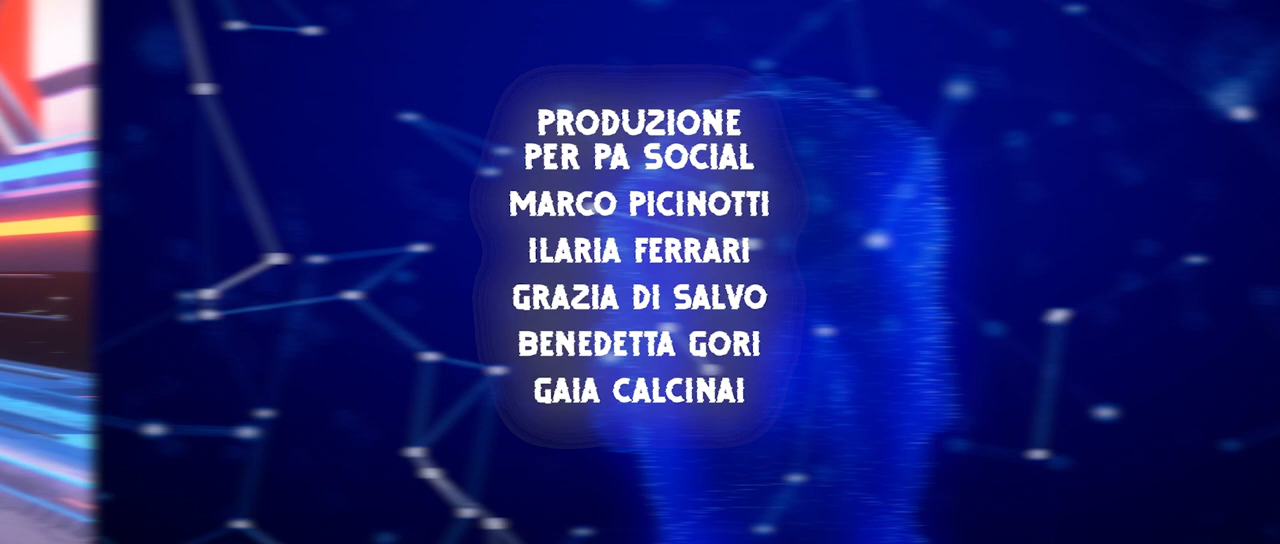 PRODUZIONE
PER PA SOCIAL
MARCO PICINOTTI
ILARIA FERRARI
GRAZIA DI SALVO
BENEDETTA GORI
GAIA CALCINAI